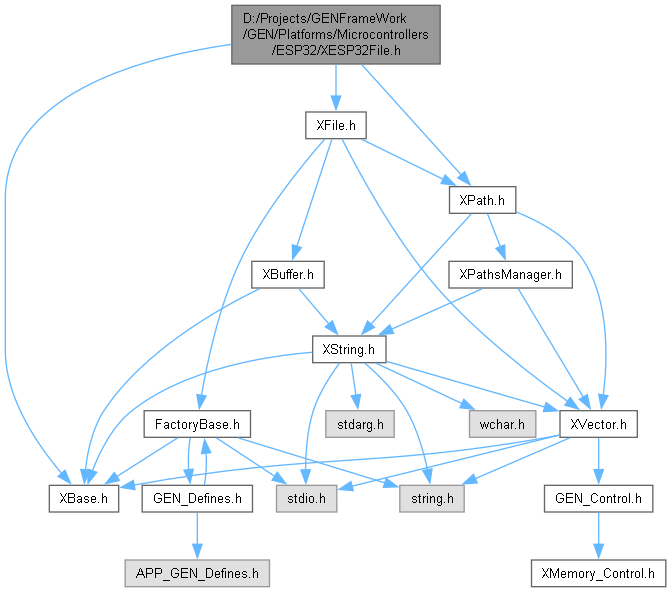 D:/Projects/GENFrameWork
/GEN/Platforms/Microcontrollers
/ESP32/XESP32File.h
XFile.h
XPath.h
XBuffer.h
XPathsManager.h
XString.h
FactoryBase.h
stdarg.h
wchar.h
XVector.h
XBase.h
GEN_Defines.h
stdio.h
string.h
GEN_Control.h
APP_GEN_Defines.h
XMemory_Control.h